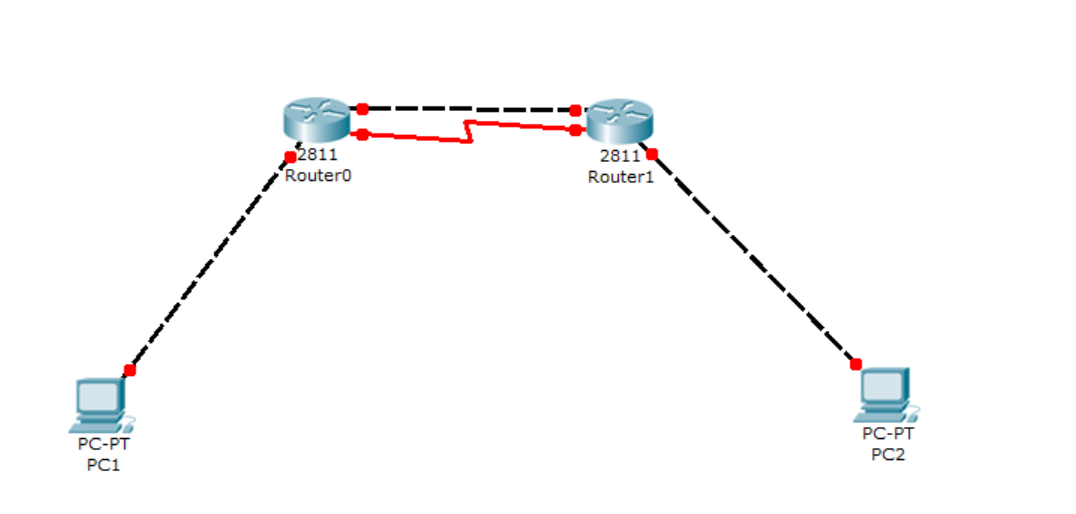 2811
Router0
2811
Router1
PC-PT
PC1
PC-PT
PC2